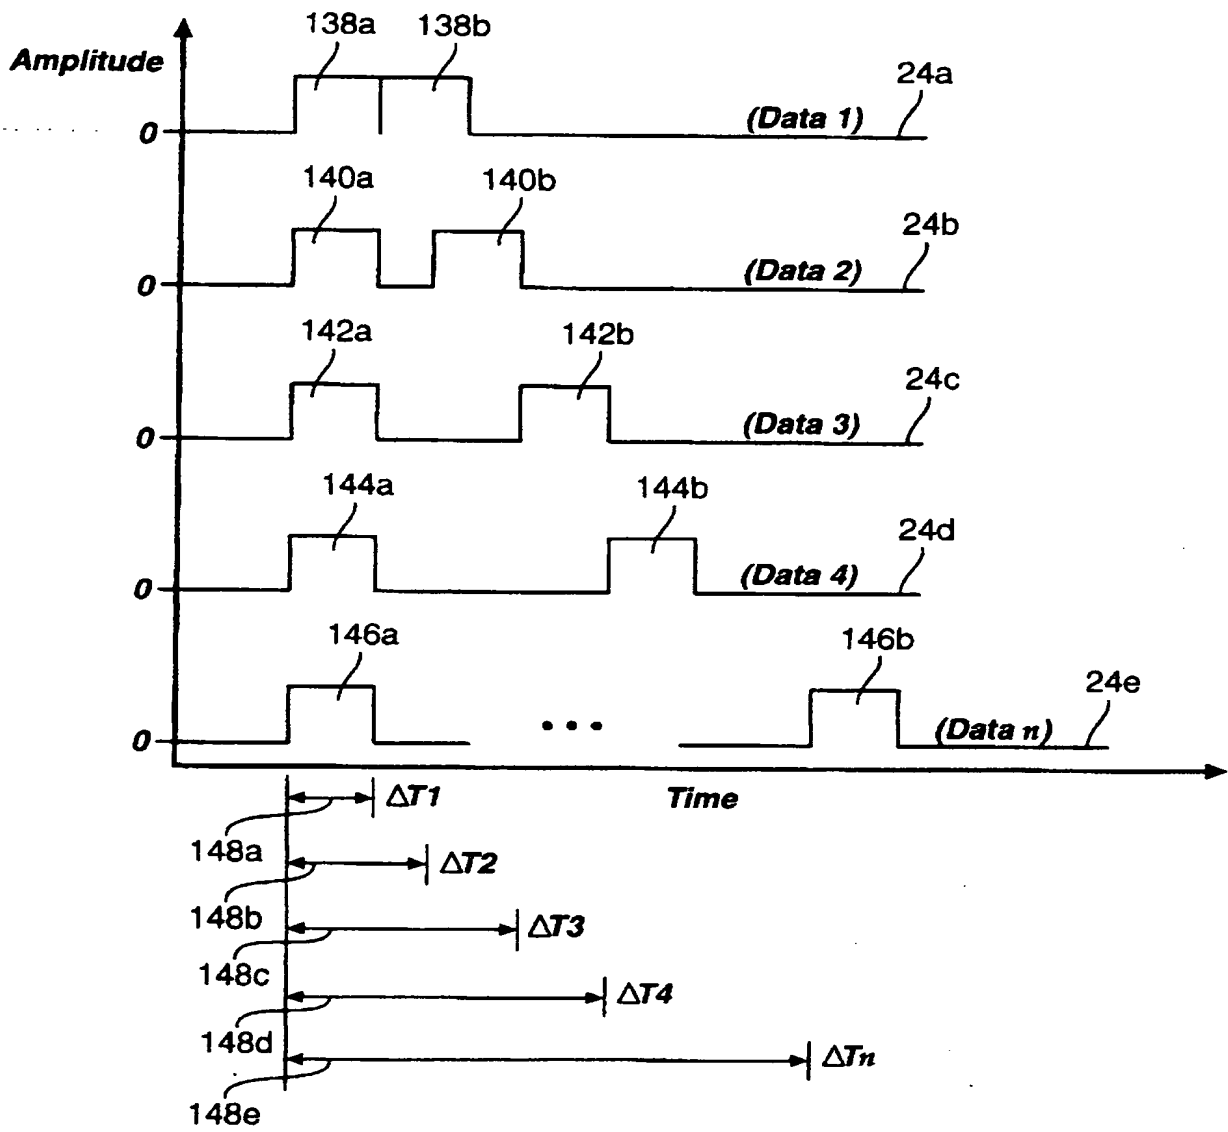 138a 138b
Amplitude
24a
(Data 1)
0
140a 140b
24b
(Data 2)
0
142a 142b
24c
(Data 3)
0
144a 144b
24d
(Data 4)
0
146a 146b
24e
(Data n)
...
0
Time
ΔT1
148a
ΔT2
148b
ΔT3
148c
ΔT4
148d
ΔTn
148e